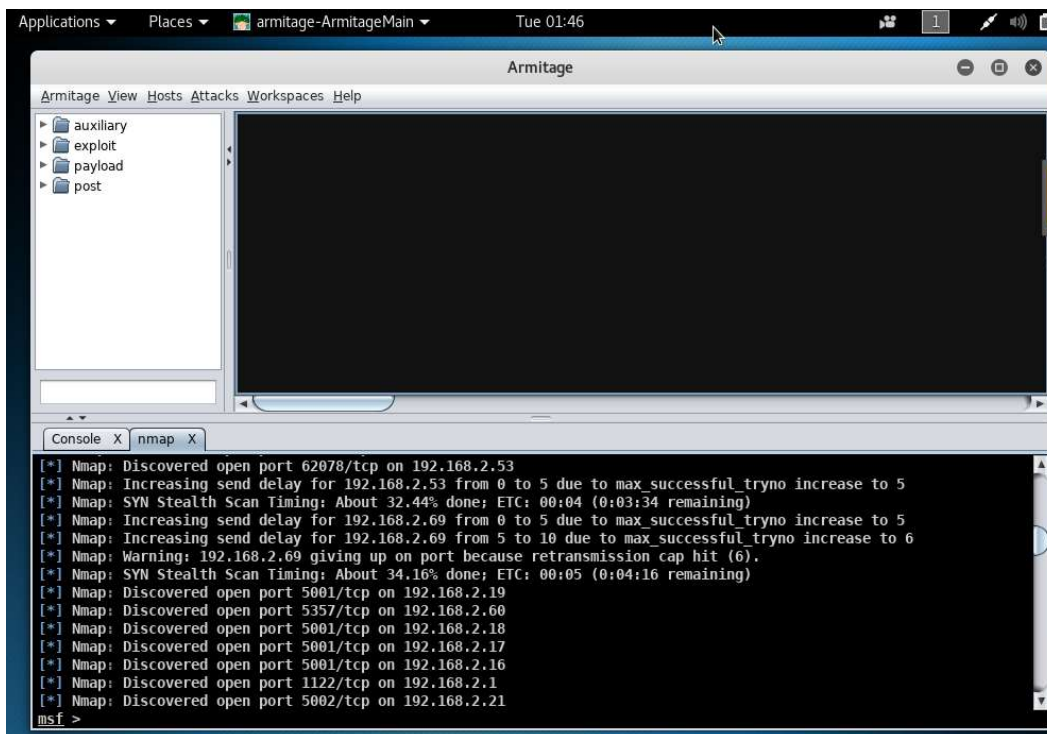 Applications Places armitage-ArmitageMain Tue 01:46 1
Armitage
Armitage View Hosts Attacks Workspaces Help
auxiliary
exploit
payload
post
Console X nmap X
[*] Nmap: Discovered open port 62078/tcp on 192.168.2.53
[*] Nmap: Increasing send delay for 192.168.2.53 from 0 to 5 due to max_successful_tryno increase to 5
[*] Nmap: SYN Stealth Scan Timing: About 32.44% done; ETC: 00:04 (0:03:34 remaining)
[*] Nmap: Increasing send delay for 192.168.2.69 from 0 to 5 due to max_successful_tryno increase to 5
[*] Nmap: Increasing send delay for 192.168.2.69 from 5 to 10 due to max_successful_tryno increase to 6
[*] Nmap: Warning: 192.168.2.69 giving up on port because retransmission cap hit (6).
[*] Nmap: SYN Stealth Scan Timing: About 34.16% done; ETC: 00:05 (0:04:16 remaining)
[*] Nmap: Discovered open port 5001/tcp on 192.168.2.19
[*] Nmap: Discovered open port 5357/tcp on 192.168.2.60
[*] Nmap: Discovered open port 5001/tcp on 192.168.2.18
[*] Nmap: Discovered open port 5001/tcp on 192.168.2.17
[*] Nmap: Discovered open port 5001/tcp on 192.168.2.16
[*] Nmap: Discovered open port 1122/tcp on 192.168.2.1
[*] Nmap: Discovered open port 5002/tcp on 192.168.2.21
msf >